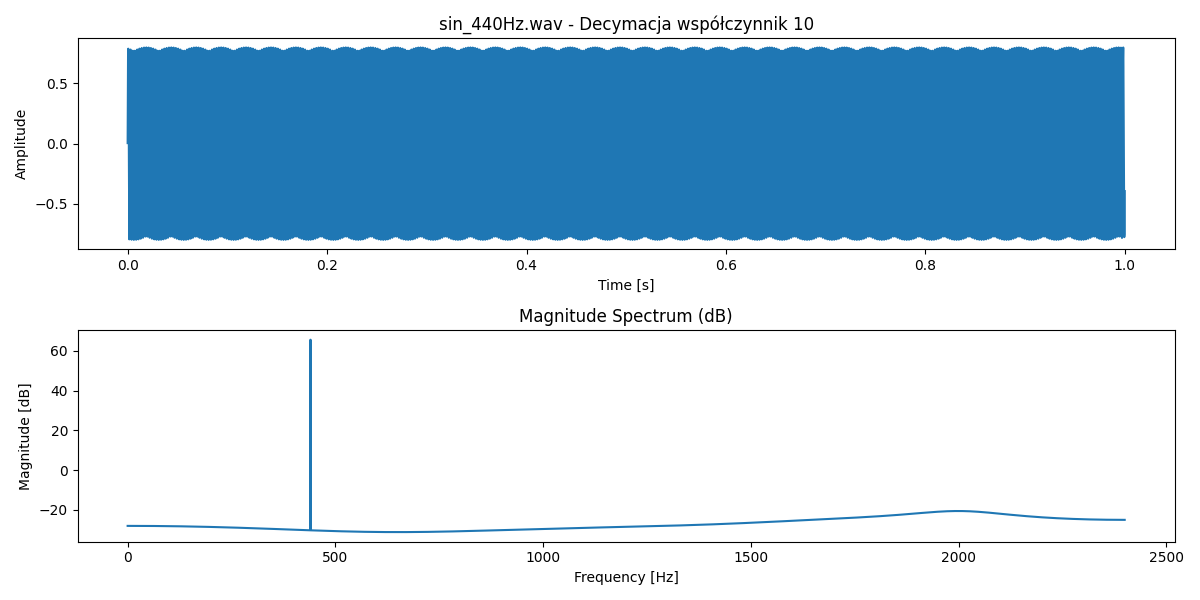 sin_440Hz.wav - Decymacja współczynnik 10
Amplitude
0.5
0.0
−0.5
0.0 0.2 0.4 0.6 0.8 1.0
Time [s]
Magnitude Spectrum (dB)
Magnitude [dB]
60
40
20
0
−20
0 500 1000 1500 2000 2500
Frequency [Hz]